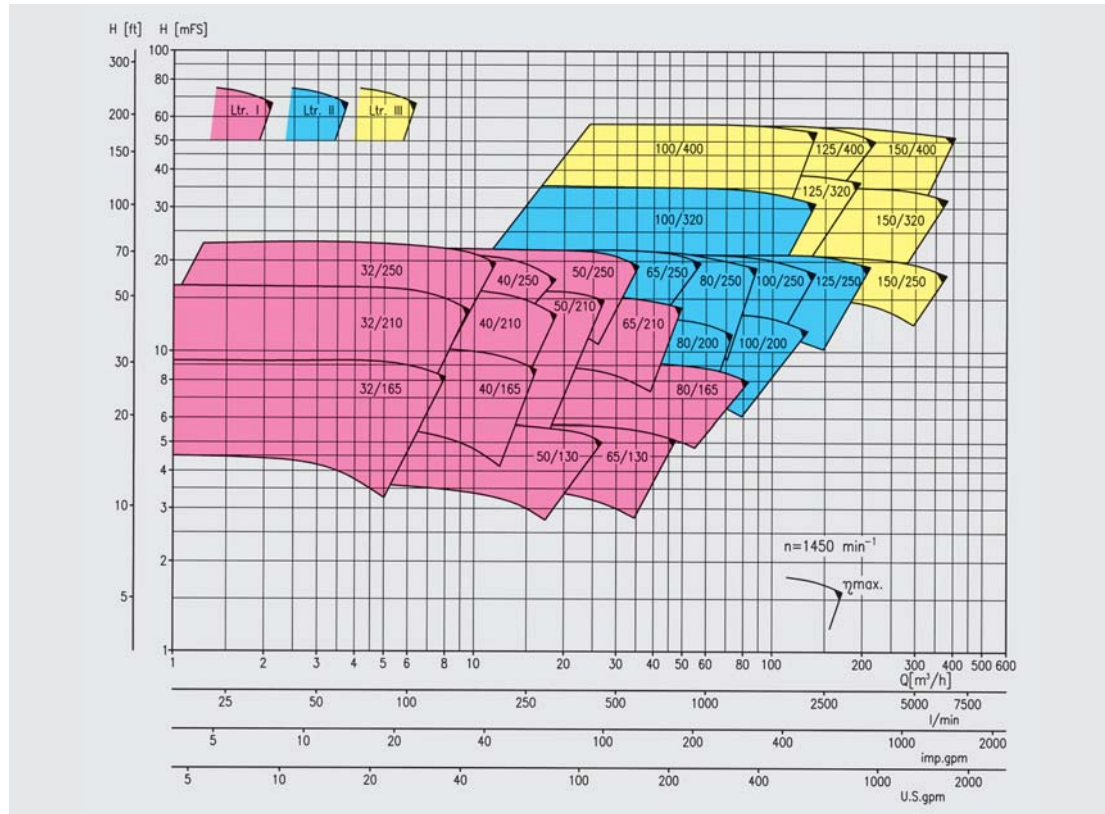 H [ft] H [mFS]
300
200
150
100
70
50
30
20
10
5
100
80
60
50
40
30
20
10
8
6
5
4
3
2
1
Ltr. I Ltr. II Ltr. III
100/400 125/400 150/400
125/320
100/320 150/320
32/250 40/250 50/250 65/250 80/250 100/250 125/250 150/250
50/210
32/210 40/210 65/210
80/200 100/200
32/165 40/165 80/165
50/130 65/130
n=1450 min⁻¹
ηmax.
1 2 3 4 5 6 8 10 20 30 40 50 60 80 100 200 300 400 500 600
Q[m³/h]
25 50 100 250 500 1000 2500 5000 7500
l/min
5 10 20 40 100 200 400 1000 2000
imp.gpm
5 10 20 40 100 200 400 1000 2000
U.S.gpm